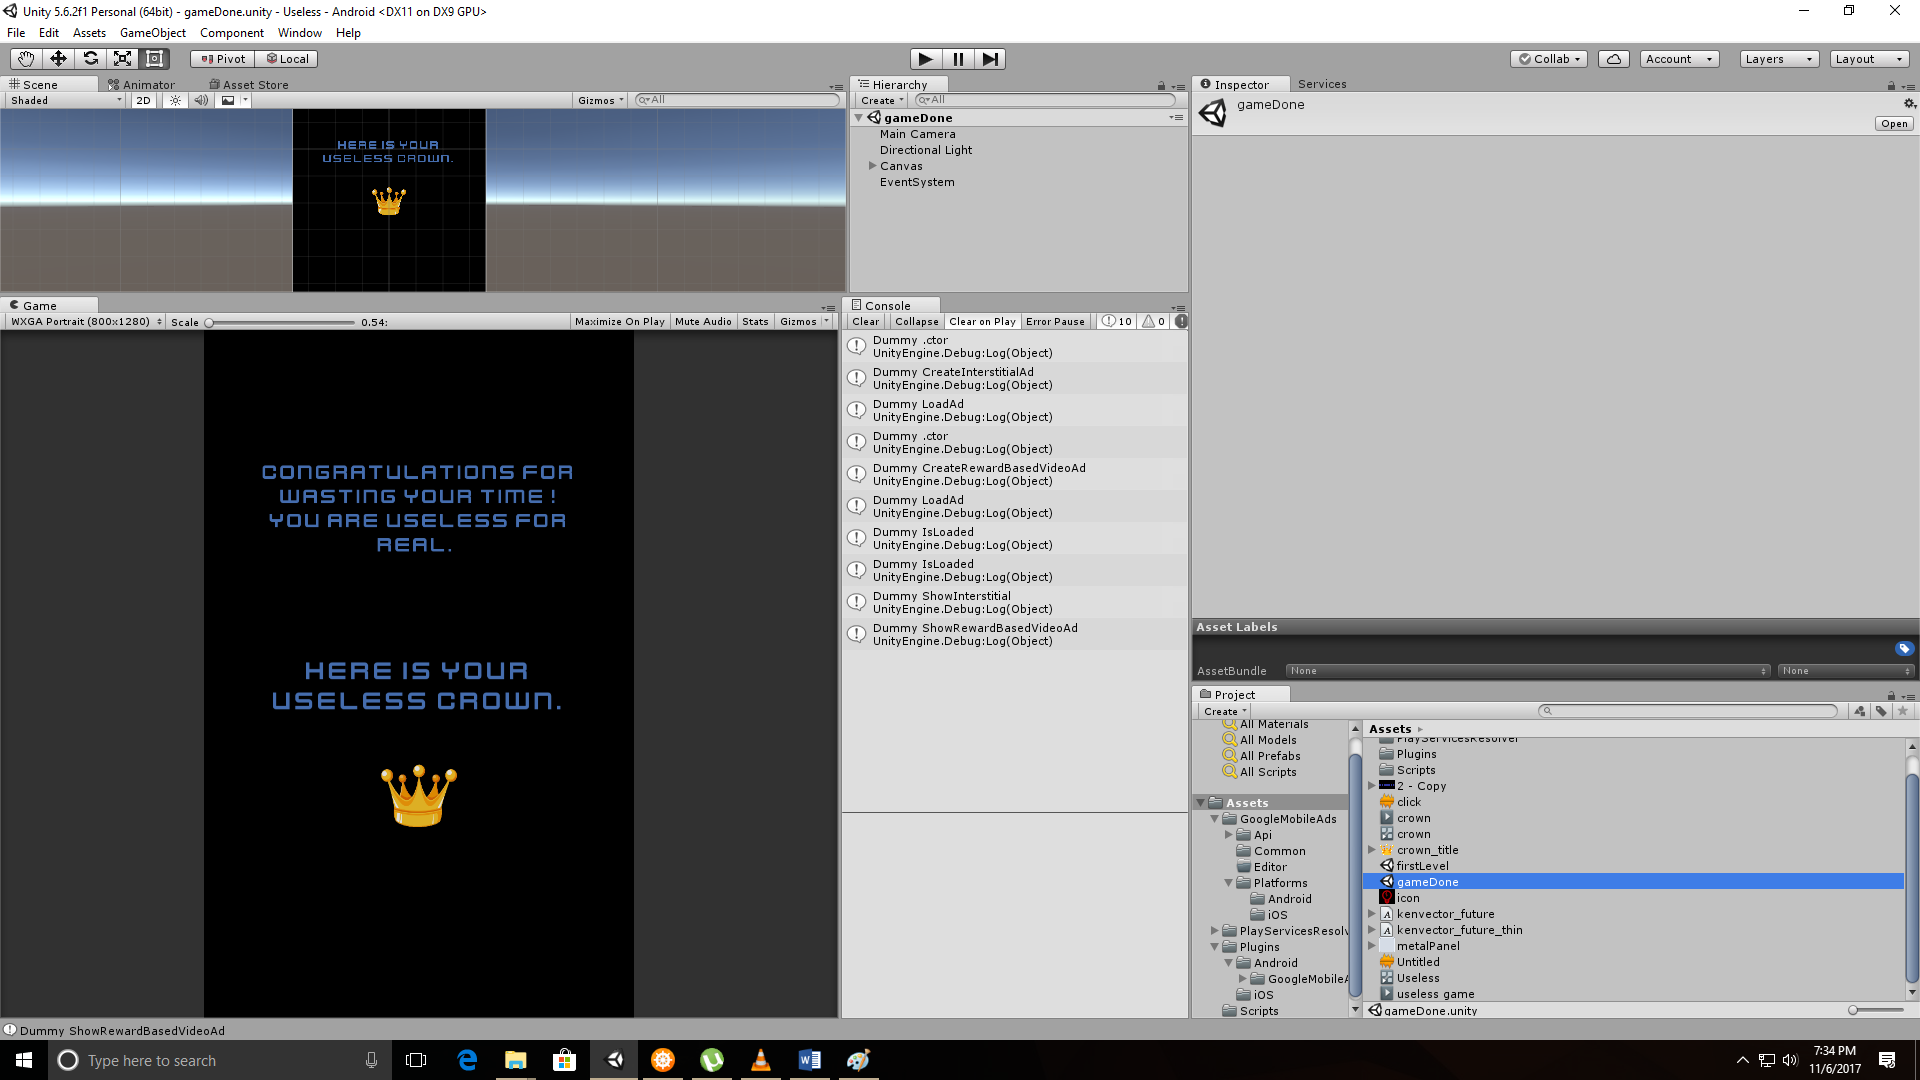 Unity 5.6.2f1 Personal (64bit) - gameDone.unity - Useless - Android <DX11 on DX9 GPU>
File Edit Assets GameObject Component Window Help
Pivot Local
Collab Account Layers Layout
Scene Animator Asset Store
Shaded 2D Gizmos All
HERE IS YOUR
USELESS CROWN.
Hierarchy
Create All
gameDone
Main Camera
Directional Light
Canvas
EventSystem
Inspector Services
gameDone
Open
Game
WXGA Portrait (800x1280) Scale 0.54: Maximize On Play Mute Audio Stats Gizmos
CONGRATULATIONS FOR
WASTING YOUR TIME !
YOU ARE USELESS FOR
REAL.
HERE IS YOUR
USELESS CROWN.
Console
Clear Collapse Clear on Play Error Pause 10 0
Dummy .ctor
UnityEngine.Debug:Log(Object)
Dummy CreateInterstitialAd
UnityEngine.Debug:Log(Object)
Dummy LoadAd
UnityEngine.Debug:Log(Object)
Dummy .ctor
UnityEngine.Debug:Log(Object)
Dummy CreateRewardBasedVideoAd
UnityEngine.Debug:Log(Object)
Dummy LoadAd
UnityEngine.Debug:Log(Object)
Dummy IsLoaded
UnityEngine.Debug:Log(Object)
Dummy IsLoaded
UnityEngine.Debug:Log(Object)
Dummy ShowInterstitial
UnityEngine.Debug:Log(Object)
Dummy ShowRewardBasedVideoAd
UnityEngine.Debug:Log(Object)
Asset Labels
AssetBundle None None
Project
Create
All Materials
All Models
All Prefabs
All Scripts
Assets
GoogleMobileAds
Api
Common
Editor
Platforms
Android
iOS
PlayServicesResolv
Plugins
Android
GoogleMobileA
iOS
Scripts
Assets
PlayServicesResolver
Plugins
Scripts
2 - Copy
click
crown
crown
crown_title
firstLevel
gameDone
icon
kenvector_future
kenvector_future_thin
metalPanel
Untitled
Useless
useless game
gameDone.unity
Dummy ShowRewardBasedVideoAd
Type here to search
7:34 PM
11/6/2017